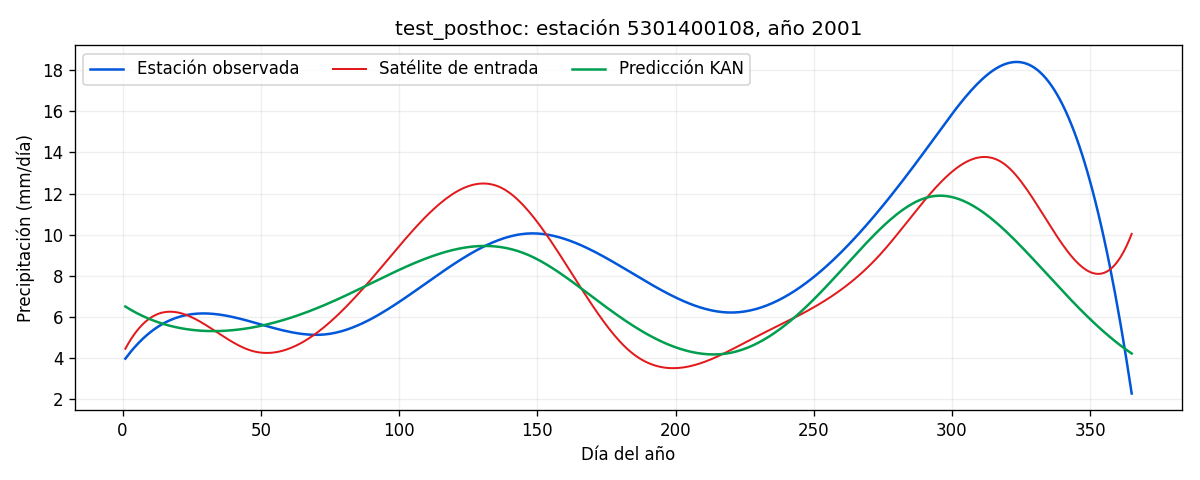 test_posthoc: estación 5301400108, año 2001
Estación observada
Satélite de entrada
Predicción KAN
Precipitación (mm/día)
18
16
14
12
10
8
6
4
2
0 50 100 150 200 250 300 350
Día del año